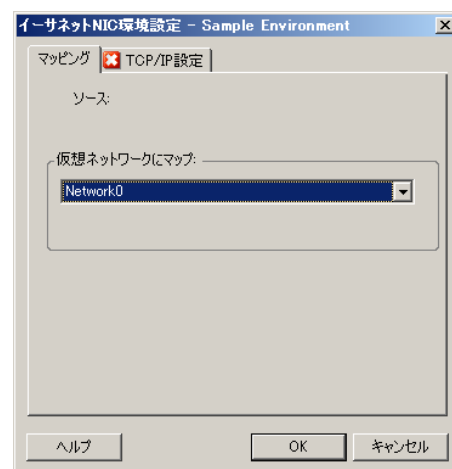 イーサネットNIC環境設定 - Sample Environment
マッピング TCP/IP設定
ソース:
仮想ネットワークにマップ:
Network0
ヘルプ OK キャンセル